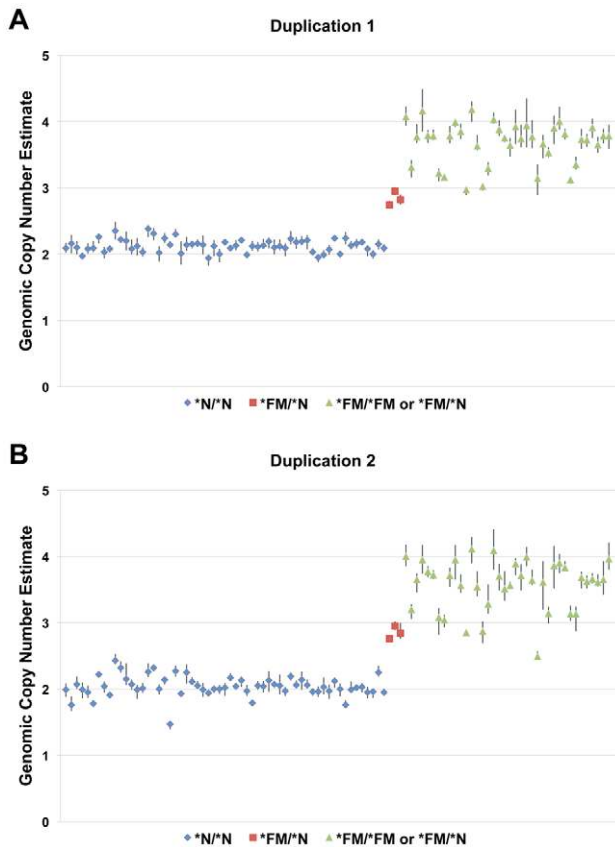 A
Duplication 1
Genomic Copy Number Estimate
5
4
3
2
1
0
*N/*N *FM/*N *FM/*FM or *FM/*N
B
Duplication 2
Genomic Copy Number Estimate
5
4
3
2
1
0
*N/*N *FM/*N *FM/*FM or *FM/*N